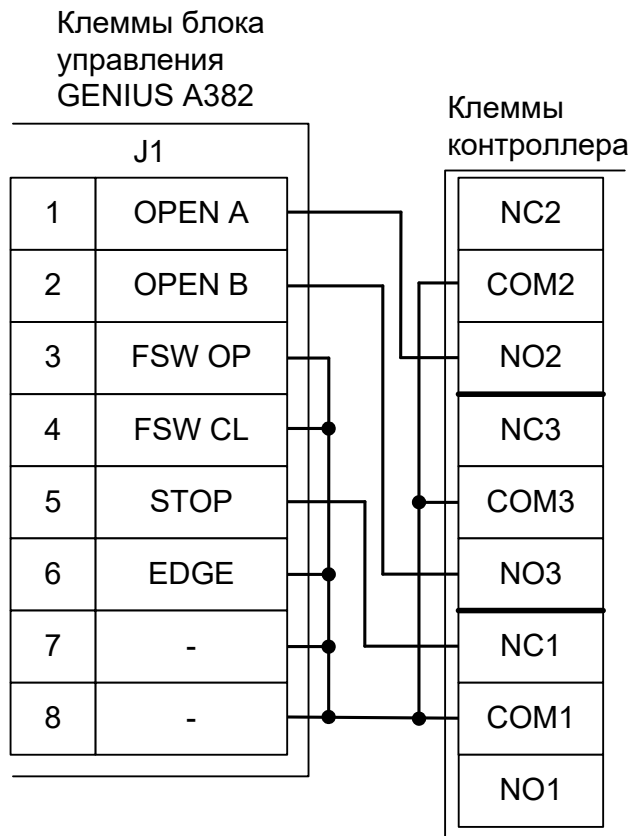 Клеммы блока
управления
GENIUS A382
Клеммы
контроллера
J1
1 OPEN A
2 OPEN B
3 FSW OP
4 FSW CL
5 STOP
6 EDGE
7 -
8 -
NC2
COM2
NO2
NC3
COM3
NO3
NC1
COM1
NO1